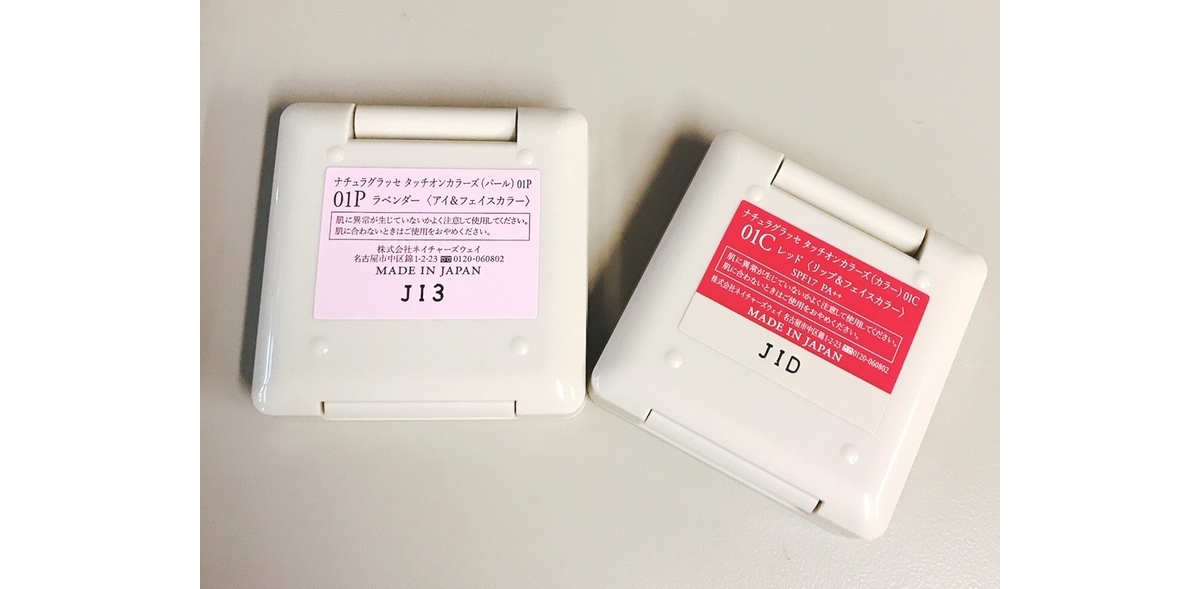 ナチュラグラッセ タッチオンカラーズ(パール) 01P
01P ラベンダー〈アイ&フェイスカラー〉
肌に異常が生じていないかよく注意して使用してください。
肌に合わないときはご使用をおやめください。
株式会社ネイチャーズウェイ
名古屋市中区錦1-2-23 0120-060802
MADE IN JAPAN
JI3
ナチュラグラッセ タッチオンカラーズ(カラー) 01C
01C レッド〈リップ&フェイスカラー〉
SPF17 PA++
肌に異常が生じていないかよく注意して使用してください。
肌に合わないときはご使用をおやめください。
株式会社ネイチャーズウェイ 名古屋市中区錦1-2-23 0120-060802
MADE IN JAPAN
JID